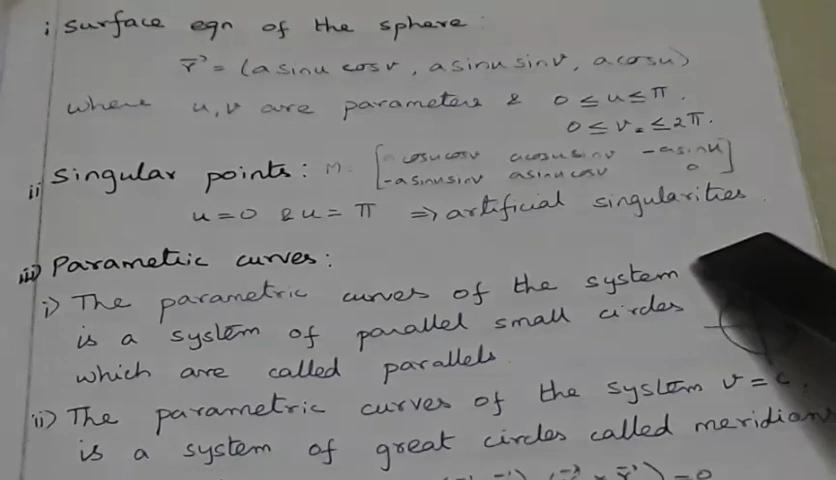 i surface eqn of the sphere:
r̄ = (a sinu cosv, a sinu sinv, a cosu)
where u, v are parameters & 0 ≤ u ≤ π.
0 ≤ v ≤ 2π.
ii Singular points: M. [ cosu cosv acosu sinv -a sinu
-a sinu sinv a sinu cosv 0 ]
u=0 & u = π ⇒ artificial singularities.
iii) Parametric curves:
i) The parametric curves of the system
is a system of parallel small circles
which are called parallels.
ii) The parametric curves of the system v = c,
is a system of great circles called meridians
= 0